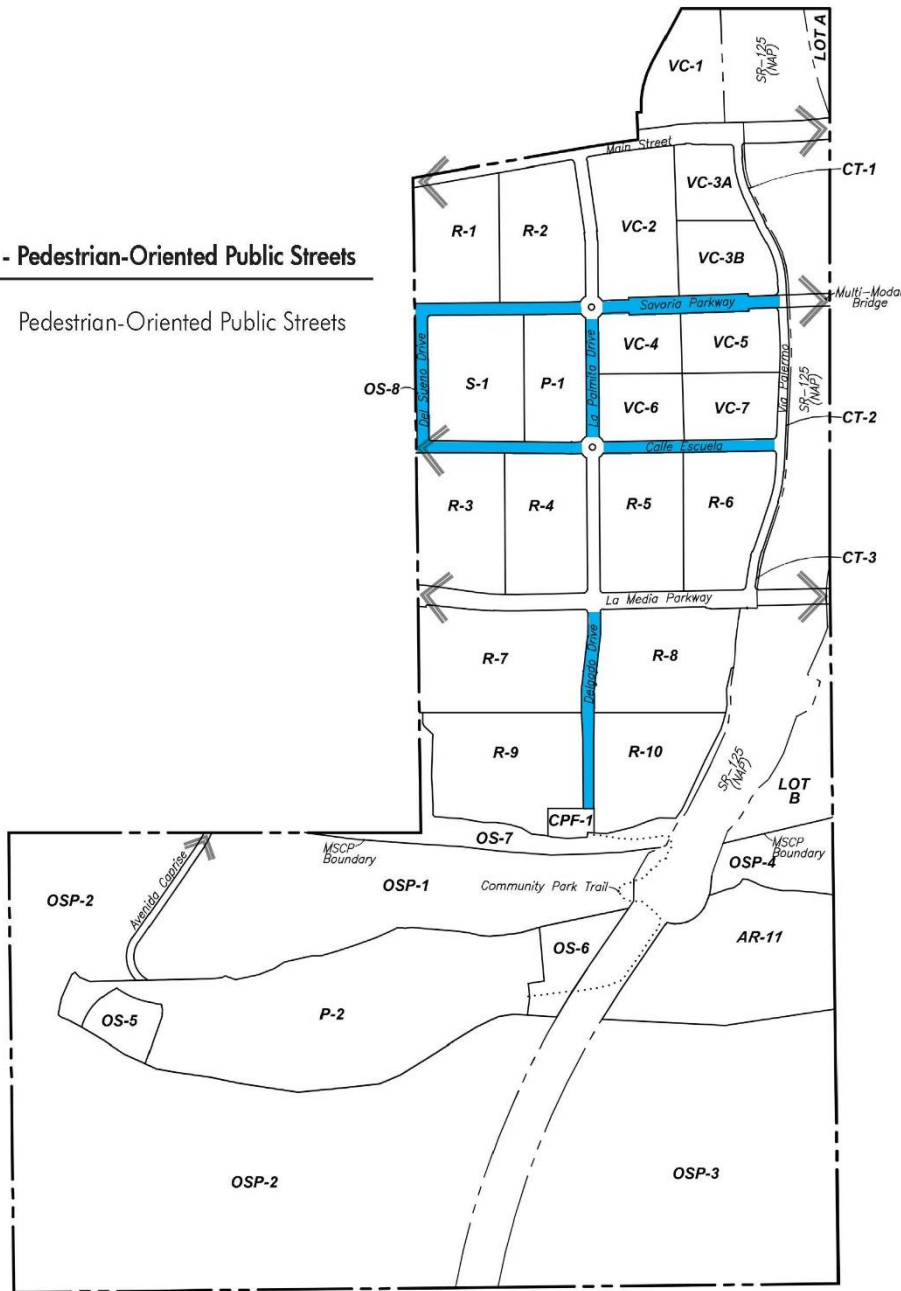 LOT A
VC-1
SR-125
(NAP)
Main Street
CT-1
VC-3A
R-1
R-2
VC-2
- Pedestrian-Oriented Public Streets
VC-3B
Multi-Modal
Bridge
Savoria Parkway
Pedestrian-Oriented Public Streets
Del Sueno Drive
La Palmita Drive
VC-4
VC-5
Via Palermo
SR-125
(NAP)
OS-8
S-1
P-1
VC-6
VC-7
CT-2
Calle Escuela
R-3
R-4
R-5
R-6
CT-3
La Media Parkway
R-7
Delgado Drive
R-8
R-9
R-10
SR-125
(NAP)
LOT
B
CPF-1
OS-7
MSCP
Boundary
MSCP
Boundary
OSP-4
Avenida Caprise
OSP-2
OSP-1
Community Park Trail
OS-6
AR-11
OS-5
P-2
OSP-2
OSP-3